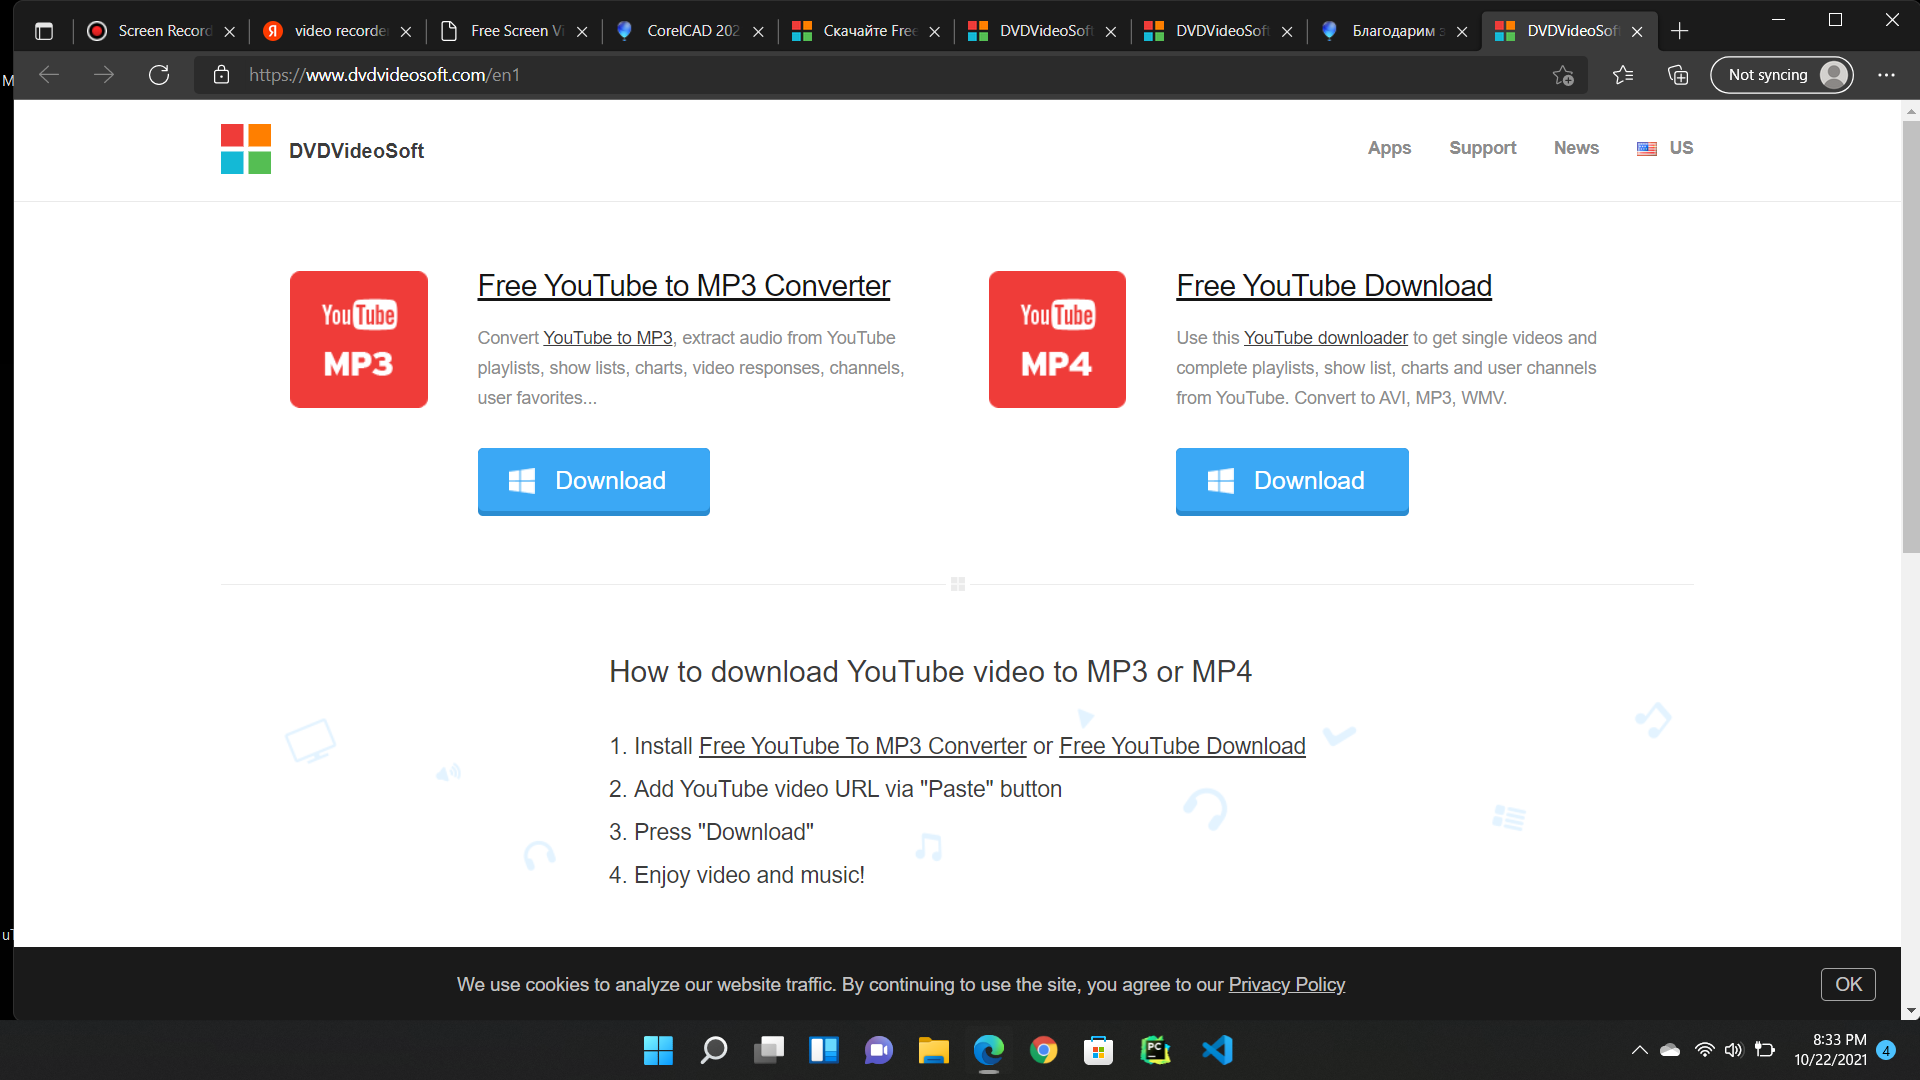 Screen Record
video recorde
Free Screen Vi
CorelCAD 202
Скачайте Free
DVDVideoSoft
DVDVideoSoft
Благодарим з
DVDVideoSoft
https://www.dvdvideosoft.com/en1
Not syncing
M
DVDVideoSoft
Apps
Support
News
US
YouTube
MP3
Free YouTube to MP3 Converter
Convert YouTube to MP3, extract audio from YouTube
playlists, show lists, charts, video responses, channels,
user favorites...
Download
YouTube
MP4
Free YouTube Download
Use this YouTube downloader to get single videos and
complete playlists, show list, charts and user channels
from YouTube. Convert to AVI, MP3, WMV.
Download
How to download YouTube video to MP3 or MP4
1. Install Free YouTube To MP3 Converter or Free YouTube Download
2. Add YouTube video URL via "Paste" button
3. Press "Download"
4. Enjoy video and music!
We use cookies to analyze our website traffic. By continuing to use the site, you agree to our Privacy Policy
OK
PC
8:33 PM
10/22/2021
4